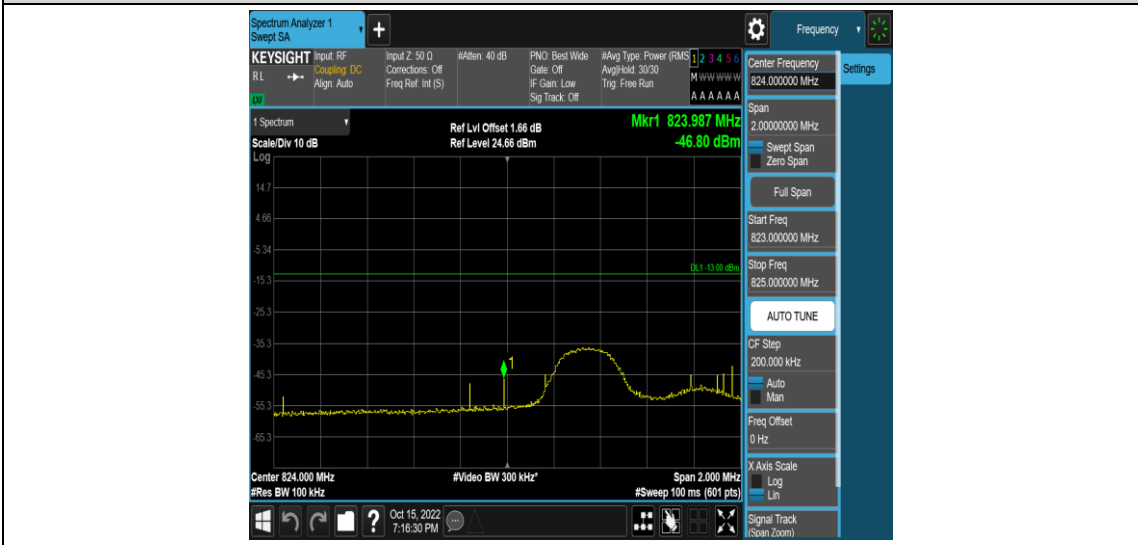 Spectrum Analyzer 1
Swept SA
+
Frequency
KEYSIGHT
RL
LXI
Input: RF
Coupling: DC
Align: Auto
Input Z: 50 Ω
Corrections: Off
Freq Ref: Int (S)
#Atten: 40 dB
PNO: Best Wide
Gate: Off
IF Gain: Low
Sig Track: Off
#Avg Type: Power (RMS
Avg|Hold: 30/30
Trig: Free Run
1 2 3 4 5 6
M W W W W W
A A A A A A
1 Spectrum
Scale/Div 10 dB
Log
Ref Lvl Offset 1.66 dB
Ref Level 24.66 dBm
Mkr1 823.987 MHz
-46.80 dBm
14.7
4.66
-5.34
-15.3
-25.3
-35.3
-45.3
-55.3
-65.3
DL1 -13.00 dBm
1
Center 824.000 MHz
#Res BW 100 kHz
#Video BW 300 kHz*
Span 2.000 MHz
#Sweep 100 ms (601 pts)
Center Frequency
824.000000 MHz
Settings
Span
2.00000000 MHz
Swept Span
Zero Span
Full Span
Start Freq
823.000000 MHz
Stop Freq
825.000000 MHz
AUTO TUNE
CF Step
200.000 kHz
Auto
Man
Freq Offset
0 Hz
X Axis Scale
Log
Lin
Signal Track
(Span Zoom)
?
Oct 15, 2022
7:16:30 PM